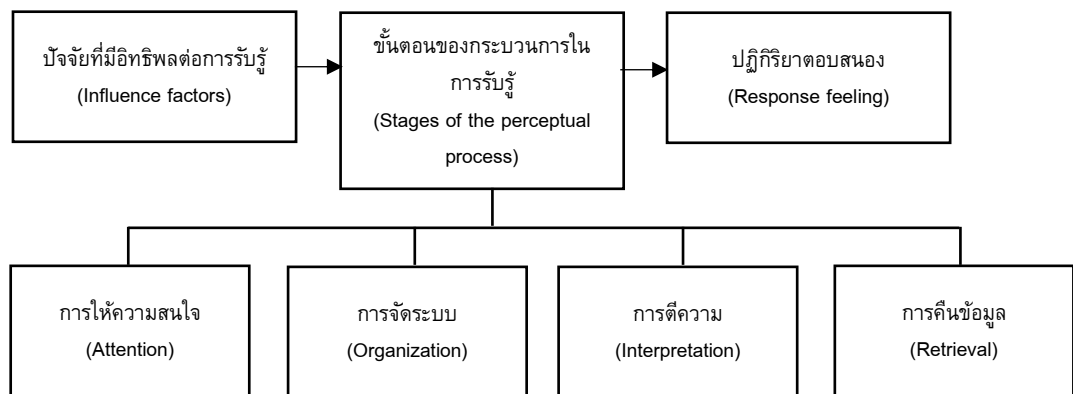 ปัจจัยที่มีอิทธิพลต่อการรับรู้
(Influence factors)
ขั้นตอนของกระบวนการใน
การรับรู้
(Stages of the perceptual
process)
ปฏิกิริยาตอบสนอง
(Response feeling)
การให้ความสนใจ
(Attention)
การจัดระบบ
(Organization)
การตีความ
(Interpretation)
การคืนข้อมูล
(Retrieval)